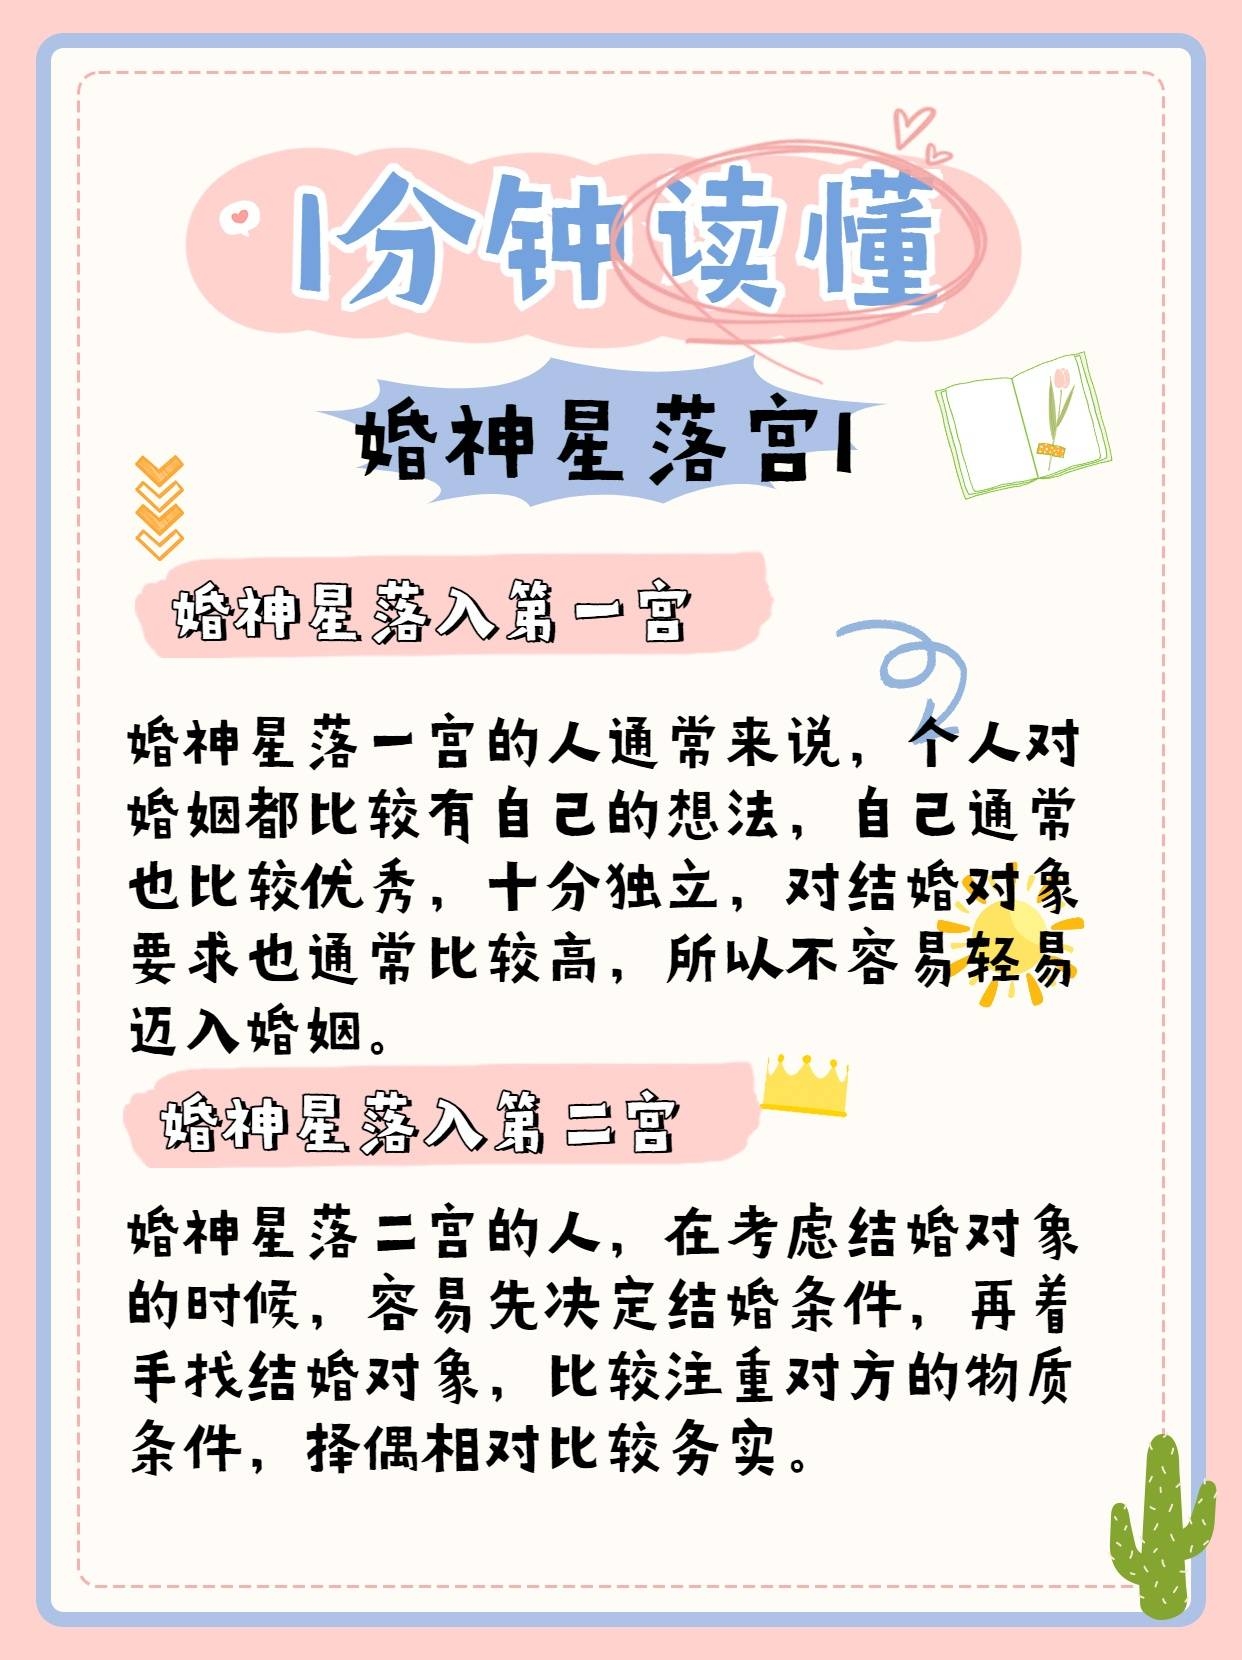 1分钟读懂
婚神星落宫1
婚神星落入第一宫
婚神星落一宫的人通常来说，个人对
婚姻都比较有自己的想法，自己通常
也比较优秀，十分独立，对结婚对象
要求也通常比较高，所以不容易轻易
迈入婚姻。
婚神星落入第二宫
婚神星落二宫的人，在考虑结婚对象
的时候，容易先决定结婚条件，再着
手找结婚对象，比较注重对方的物质
条件，择偶相对比较务实。